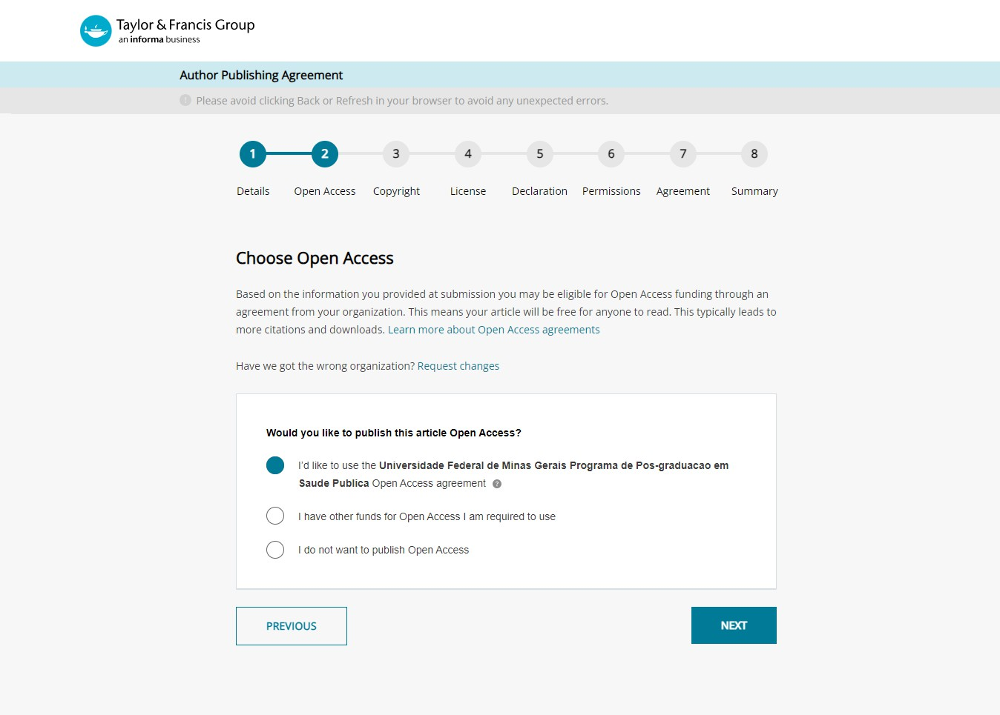 Taylor & Francis Group
an informa business
Author Publishing Agreement
! Please avoid clicking Back or Refresh in your browser to avoid any unexpected errors.
1 2 3 4 5 6 7 8
Details Open Access Copyright License Declaration Permissions Agreement Summary
Choose Open Access
Based on the information you provided at submission you may be eligible for Open Access funding through an
agreement from your organization. This means your article will be free for anyone to read. This typically leads to
more citations and downloads. Learn more about Open Access agreements
Have we got the wrong organization? Request changes
Would you like to publish this article Open Access?
I'd like to use the Universidade Federal de Minas Gerais Programa de Pos-graduacao em
Saude Publica Open Access agreement ?
I have other funds for Open Access I am required to use
I do not want to publish Open Access
PREVIOUS NEXT